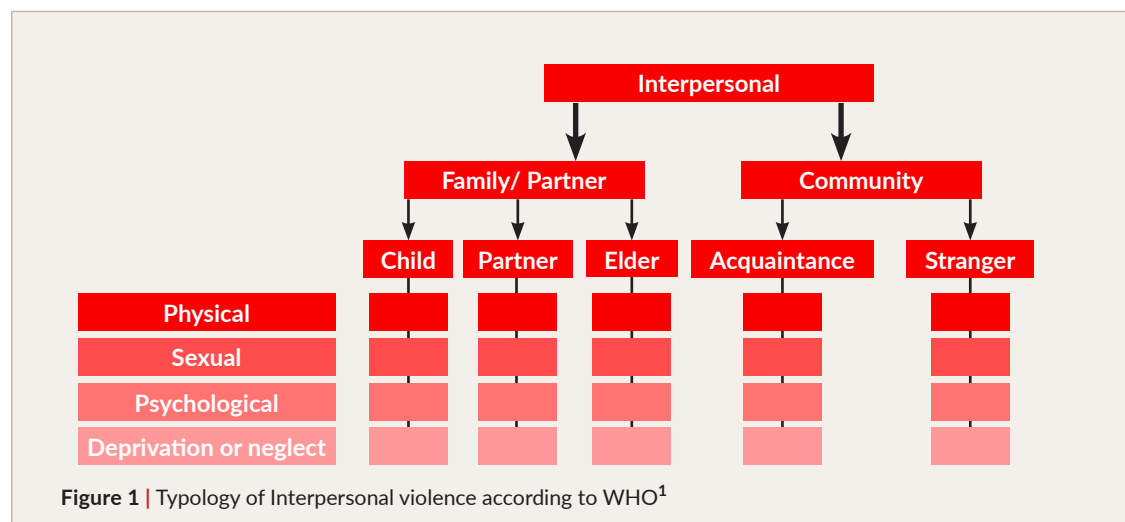 Interpersonal
Family/ Partner
Community
Child
Partner
Elder
Acquaintance
Stranger
Physical
Sexual
Psychological
Deprivation or neglect
Figure 1 | Typology of Interpersonal violence according to WHO¹